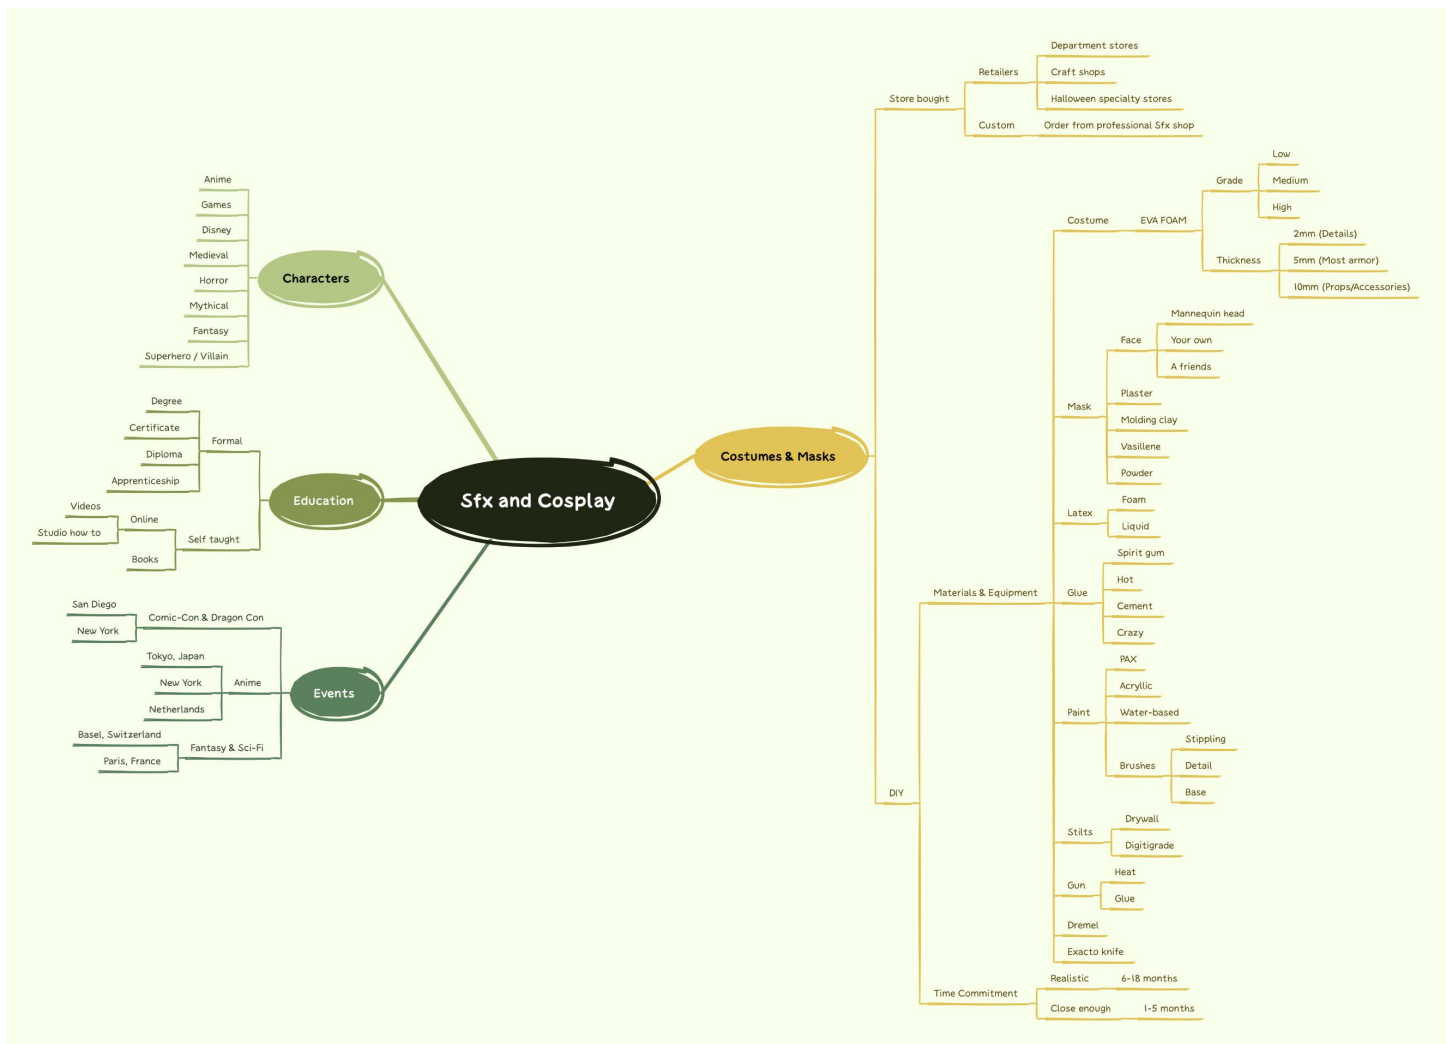 Sfx and Cosplay
Characters
Anime
Games
Disney
Medieval
Horror
Mythical
Fantasy
Superhero / Villain
Education
Formal
Degree
Certificate
Diploma
Apprenticeship
Self taught
Online
Videos
Studio how to
Books
Events
Comic-Con & Dragon Con
San Diego
New York
Anime
Tokyo, Japan
New York
Netherlands
Fantasy & Sci-Fi
Basel, Switzerland
Paris, France
Costumes & Masks
Store bought
Retailers
Department stores
Craft shops
Halloween specialty stores
Custom
Order from professional Sfx shop
DIY
Materials & Equipment
Costume
EVA FOAM
Grade
Low
Medium
High
Thickness
2mm (Details)
5mm (Most armor)
10mm (Props/Accessories)
Mask
Face
Mannequin head
Your own
A friends
Plaster
Molding clay
Vasillene
Powder
Latex
Foam
Liquid
Glue
Spirit gum
Hot
Cement
Crazy
Paint
PAX
Acryllic
Water-based
Brushes
Stippling
Detail
Base
Stilts
Drywall
Digitigrade
Gun
Heat
Glue
Dremel
Exacto knife
Time Commitment
Realistic
6-18 months
Close enough
1-5 months